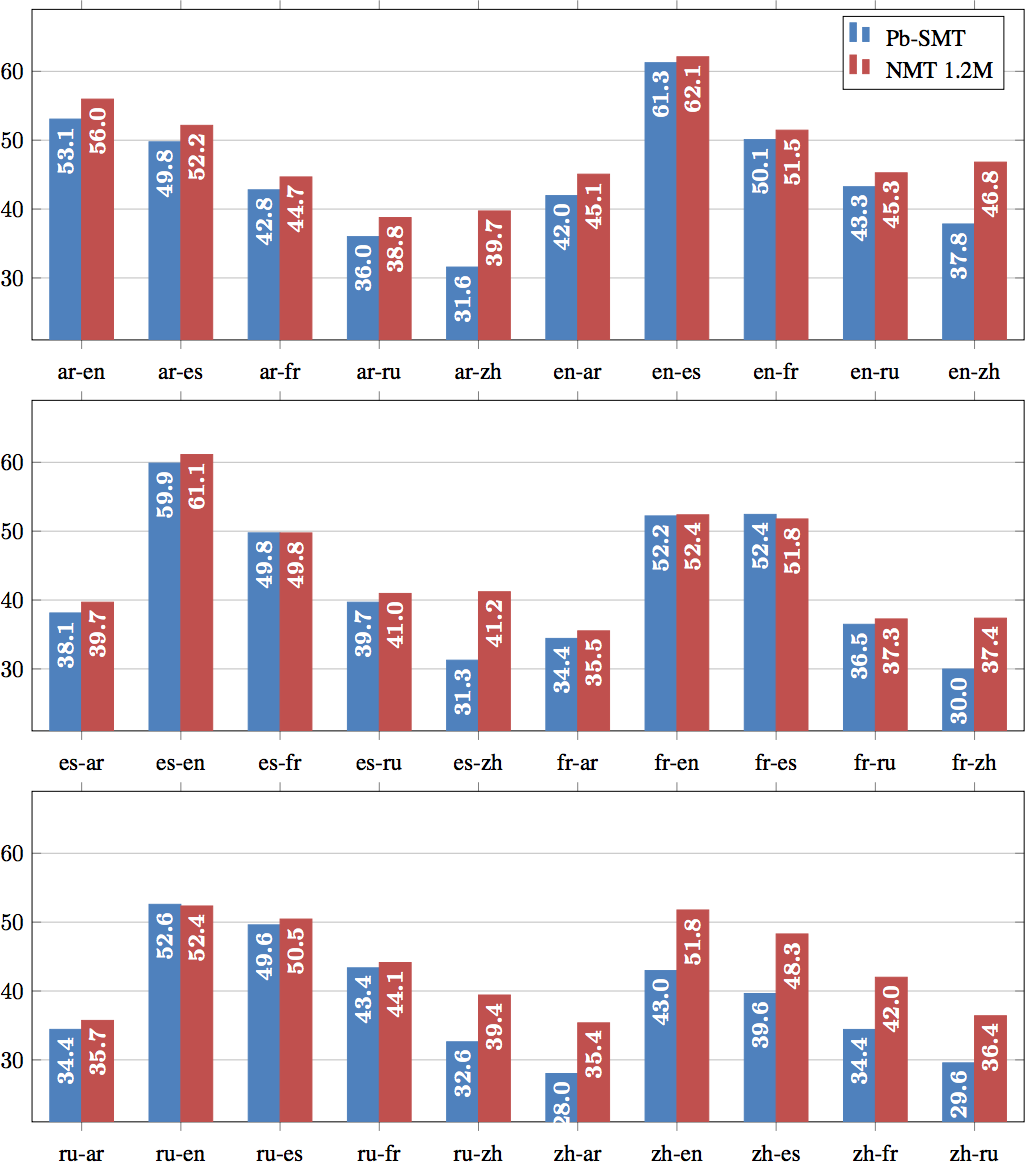 Pb-SMT
NMT 1.2M
60
50
40
30
53.1 56.0 49.8 52.2 42.8 44.7 36.0 38.8 31.6 39.7 42.0 45.1 61.3 62.1 50.1 51.5 43.3 45.3 37.8 46.8
ar-en ar-es ar-fr ar-ru ar-zh en-ar en-es en-fr en-ru en-zh
60
50
40
30
38.1 39.7 59.9 61.1 49.8 49.8 39.7 41.0 31.3 41.2 34.4 35.5 52.2 52.4 52.4 51.8 36.5 37.3 30.0 37.4
es-ar es-en es-fr es-ru es-zh fr-ar fr-en fr-es fr-ru fr-zh
60
50
40
30
34.4 35.7 52.6 52.4 49.6 50.5 43.4 44.1 32.6 39.4 28.0 35.4 43.0 51.8 39.6 48.3 34.4 42.0 29.6 36.4
ru-ar ru-en ru-es ru-fr ru-zh zh-ar zh-en zh-es zh-fr zh-ru